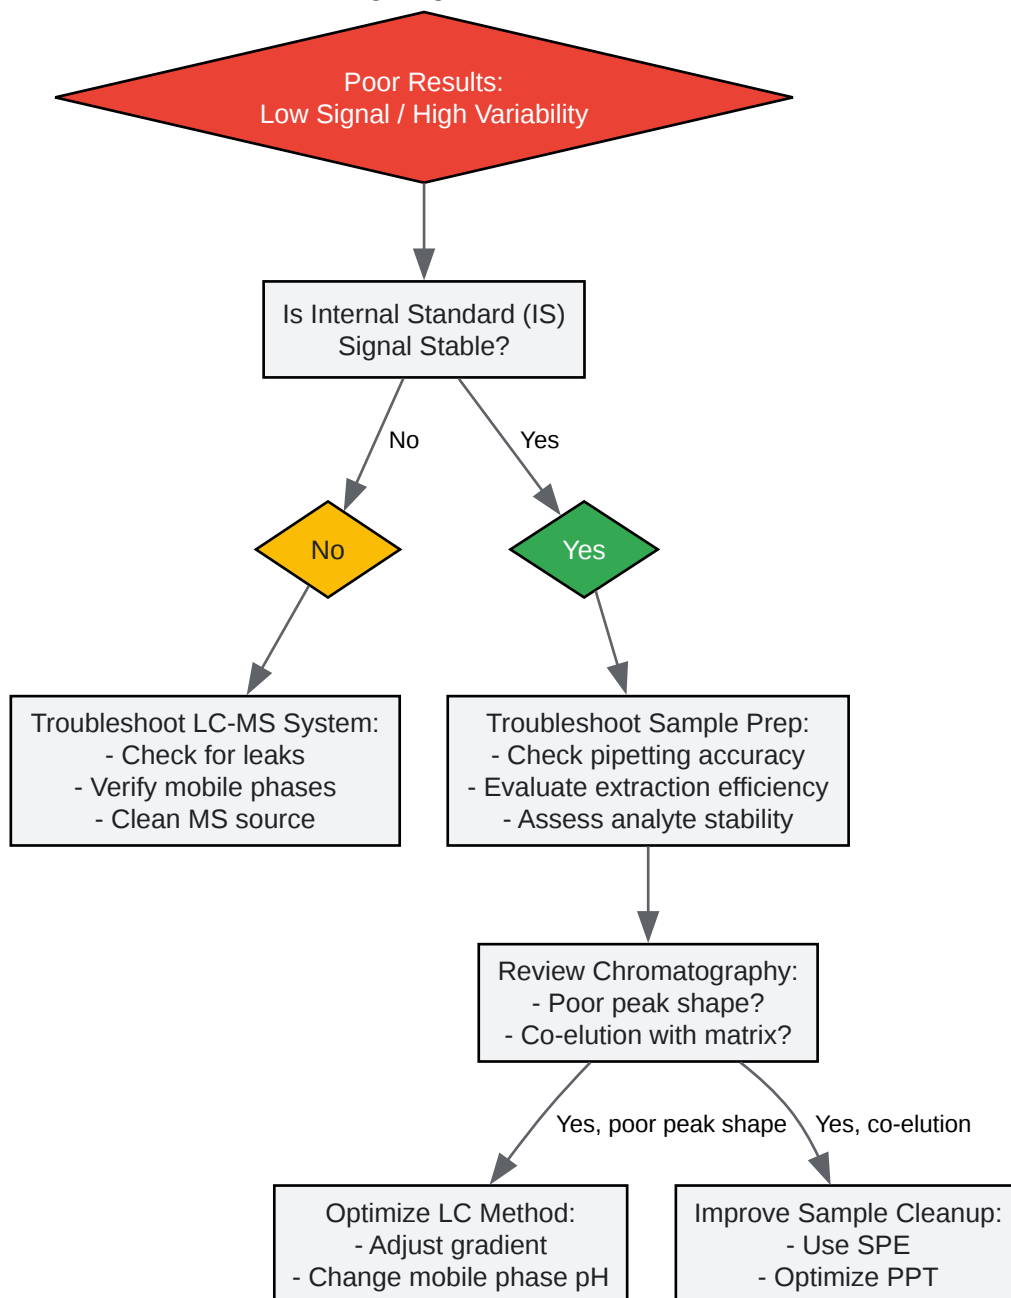 Poor Results:
Low Signal / High Variability
Is Internal Standard (IS)
Signal Stable?
No
Yes
No
Yes
Troubleshoot LC-MS System:
- Check for leaks
- Verify mobile phases
- Clean MS source
Troubleshoot Sample Prep:
- Check pipetting accuracy
- Evaluate extraction efficiency
- Assess analyte stability
Review Chromatography:
- Poor peak shape?
- Co-elution with matrix?
Yes, poor peak shape
Yes, co-elution
Optimize LC Method:
- Adjust gradient
- Change mobile phase pH
Improve Sample Cleanup:
- Use SPE
- Optimize PPT